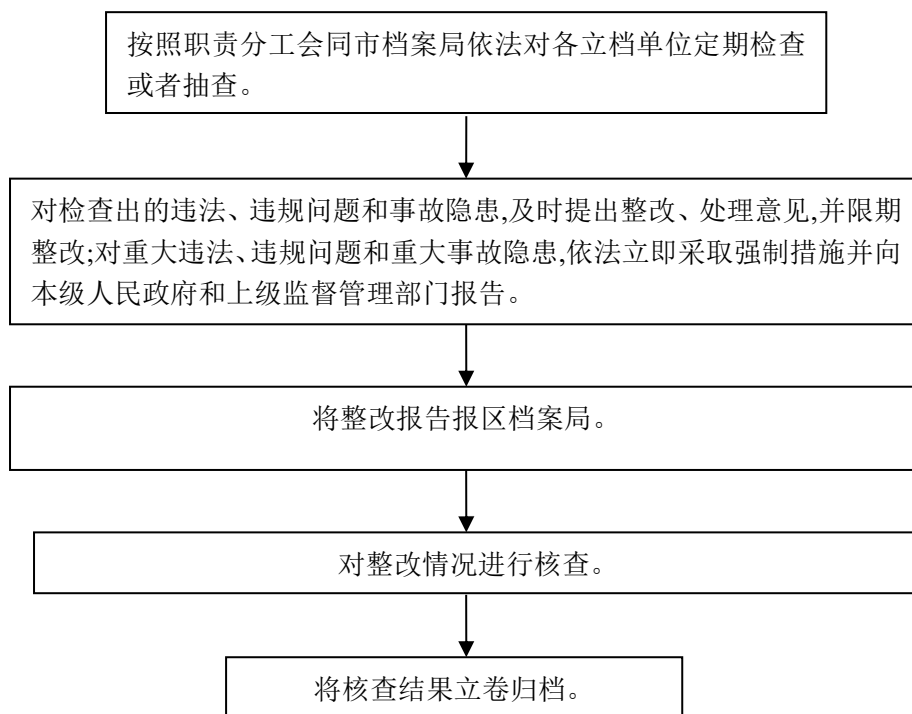 按照职责分工会同市档案局依法对各立档单位定期检查
或者抽查。
对检查出的违法、违规问题和事故隐患,及时提出整改、处理意见,并限期
整改;对重大违法、违规问题和重大事故隐患,依法立即采取强制措施并向
本级人民政府和上级监督管理部门报告。
将整改报告报区档案局。
对整改情况进行核查。
将核查结果立卷归档。